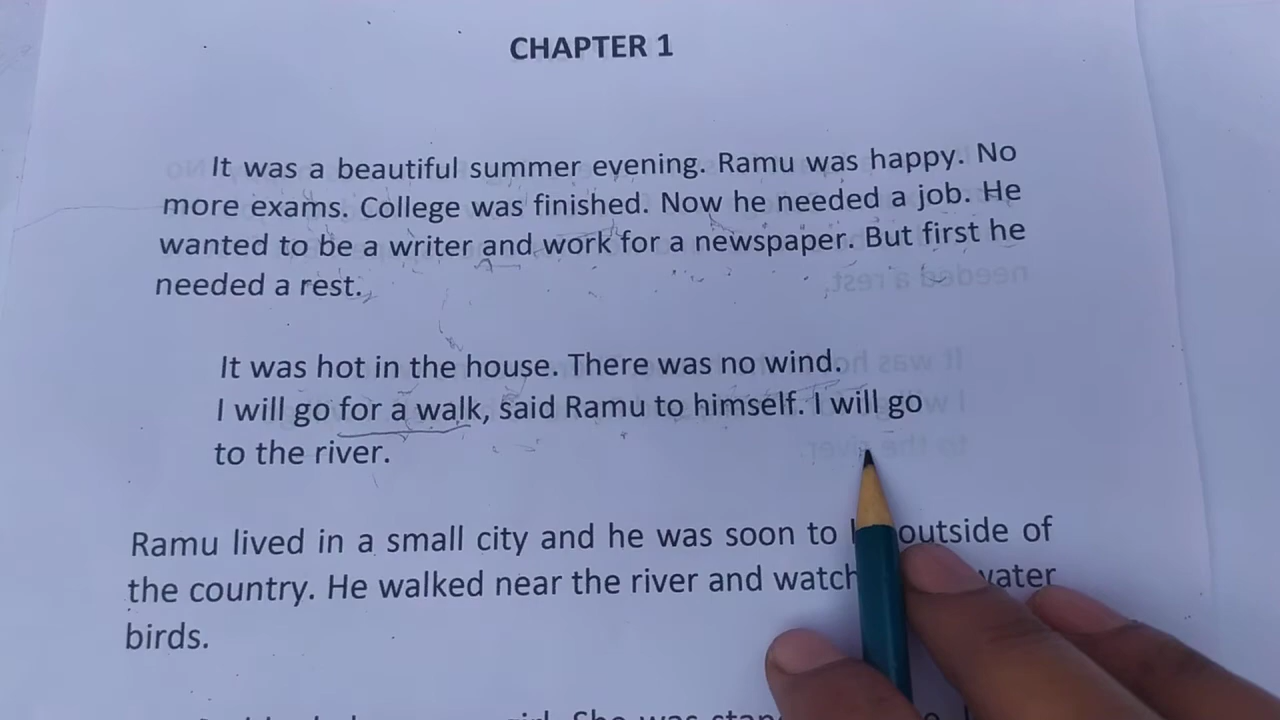 CHAPTER 1
It was a beautiful summer evening. Ramu was happy. No
more exams. College was finished. Now he needed a job. He
wanted to be a writer and work for a newspaper. But first he
needed a rest.
It was hot in the house. There was no wind.
I will go for a walk, said Ramu to himself. I will go
to the river.
Ramu lived in a small city and he was soon to outside of
the country. He walked near the river and water
birds.
girl. She was